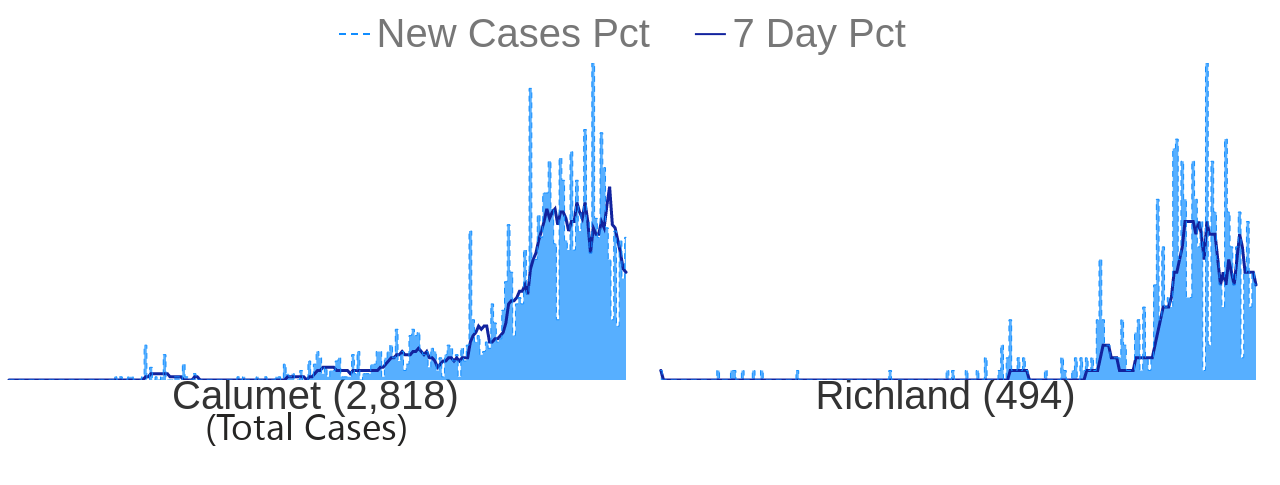 New Cases Pct 7 Day Pct
Calumet (2,818) Richland (494)
(Total Cases)